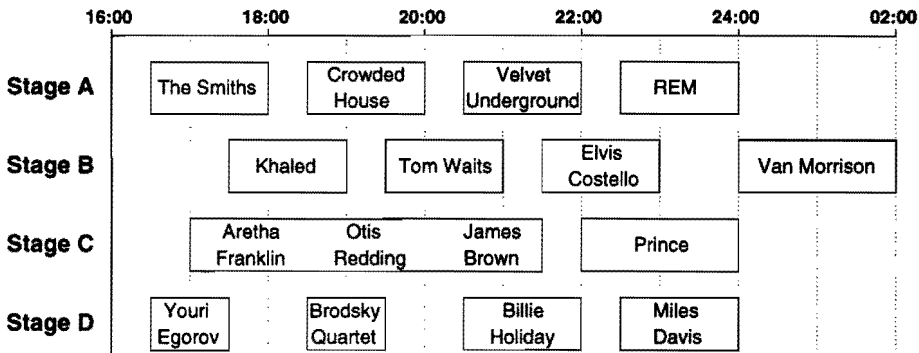 16:00 18:00 20:00 22:00 24:00 02:00
Stage A
The Smiths
Crowded
House
Velvet
Underground
REM
Stage B
Khaled
Tom Waits
Elvis
Costello
Van Morrison
Stage C
Aretha
Franklin
Otis
Redding
James
Brown
Prince
Stage D
Youri
Egorov
Brodsky
Quartet
Billie
Holiday
Miles
Davis